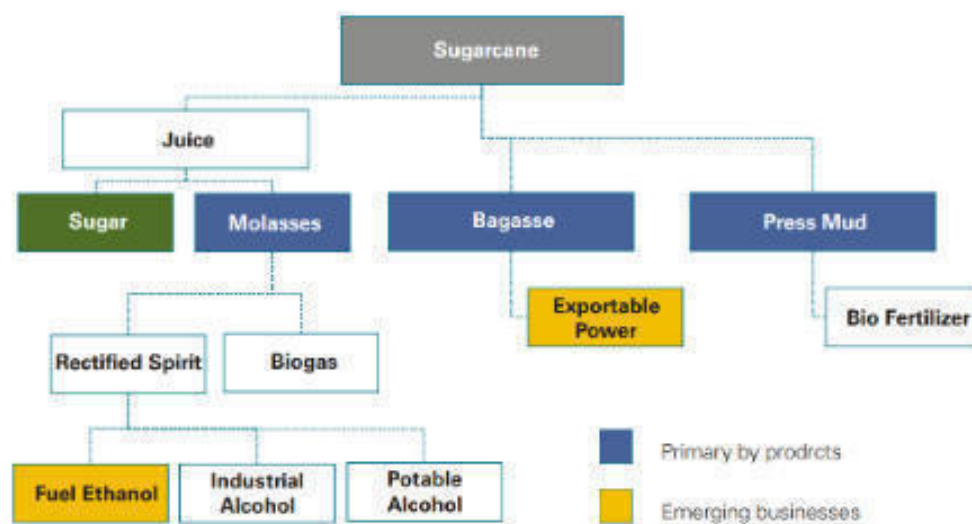 Sugarcane
Juice
Sugar
Molasses
Bagasse
Press Mud
Exportable
Power
Bio Fertilizer
Rectified Spirit
Biogas
Fuel Ethanol
Industrial
Alcohol
Potable
Alcohol
Primary by prodrcts
Emerging businesses